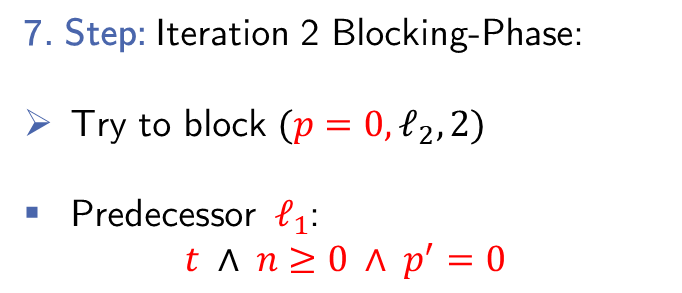 7. Step: Iteration 2 Blocking-Phase:
➢ Try to block (p = 0, ℓ₂, 2)
▪ Predecessor ℓ₁:
t ∧ n ≥ 0 ∧ p′ = 0